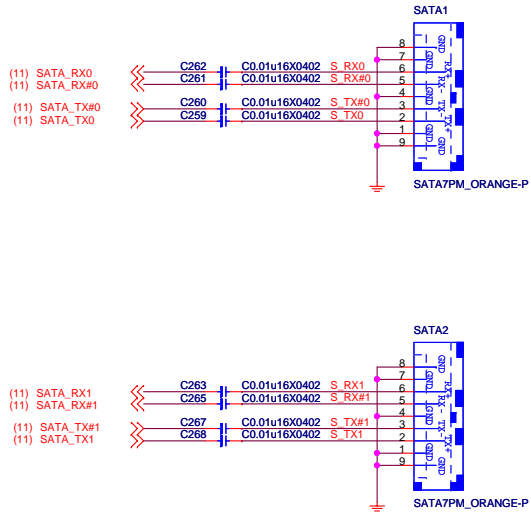 SATA1
8 GND
7 GND
(11) SATA_RX0 C262 C0.01u16X0402 S_RX0 6 RX+
(11) SATA_RX#0 C261 C0.01u16X0402 S_RX#0 5 RX -
4 GND
(11) SATA_TX#0 C260 C0.01u16X0402 S_TX#0 3 TX -
(11) SATA_TX0 C259 C0.01u16X0402 S_TX0 2 TX+
1 GND
9 GND
SATA7PM_ORANGE-P
SATA2
8 GND
7 GND
(11) SATA_RX1 C263 C0.01u16X0402 S_RX1 6 RX+
(11) SATA_RX#1 C265 C0.01u16X0402 S_RX#1 5 RX -
4 GND
(11) SATA_TX#1 C267 C0.01u16X0402 S_TX#1 3 TX -
(11) SATA_TX1 C268 C0.01u16X0402 S_TX1 2 TX+
1 GND
9 GND
SATA7PM_ORANGE-P